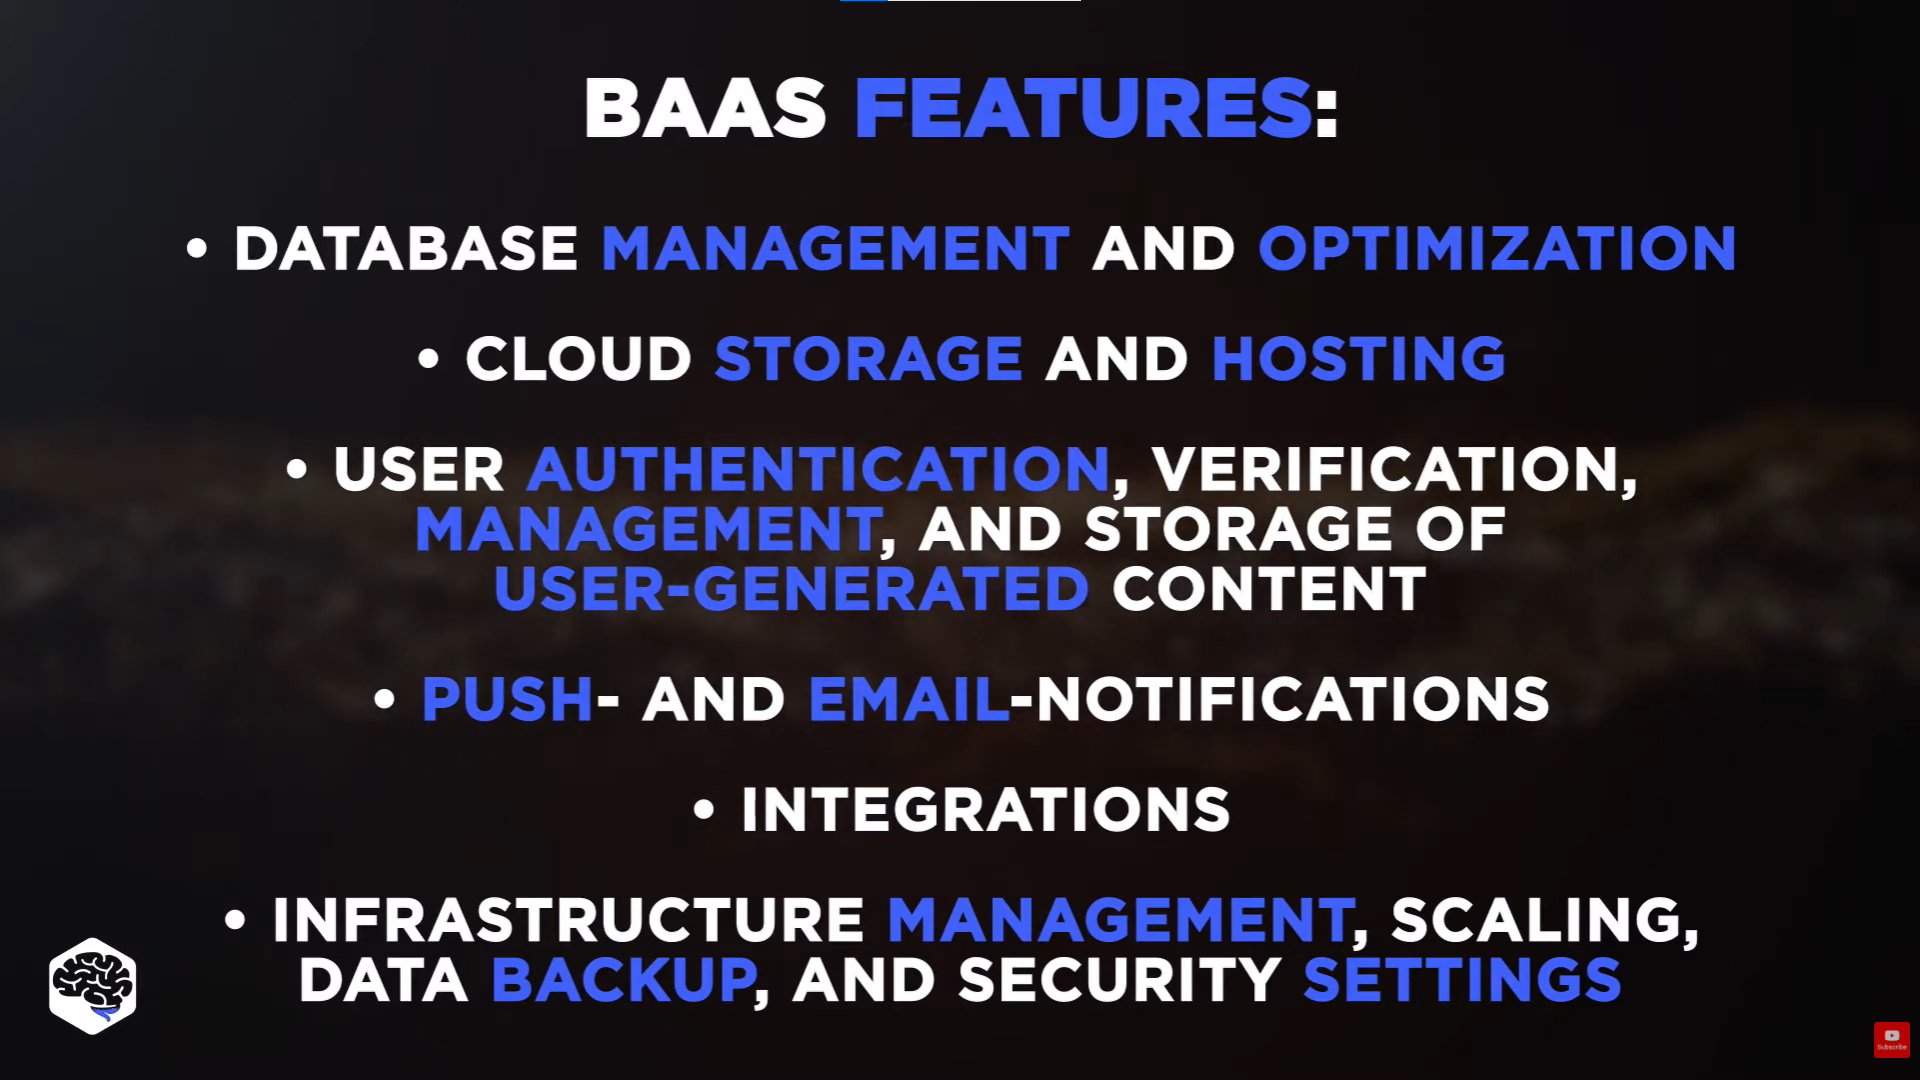 BAAS FEATURES:
• DATABASE MANAGEMENT AND OPTIMIZATION
• CLOUD STORAGE AND HOSTING
• USER AUTHENTICATION, VERIFICATION,
MANAGEMENT, AND STORAGE OF
USER-GENERATED CONTENT
• PUSH- AND EMAIL-NOTIFICATIONS
• INTEGRATIONS
• INFRASTRUCTURE MANAGEMENT, SCALING,
DATA BACKUP, AND SECURITY SETTINGS
Subscribe